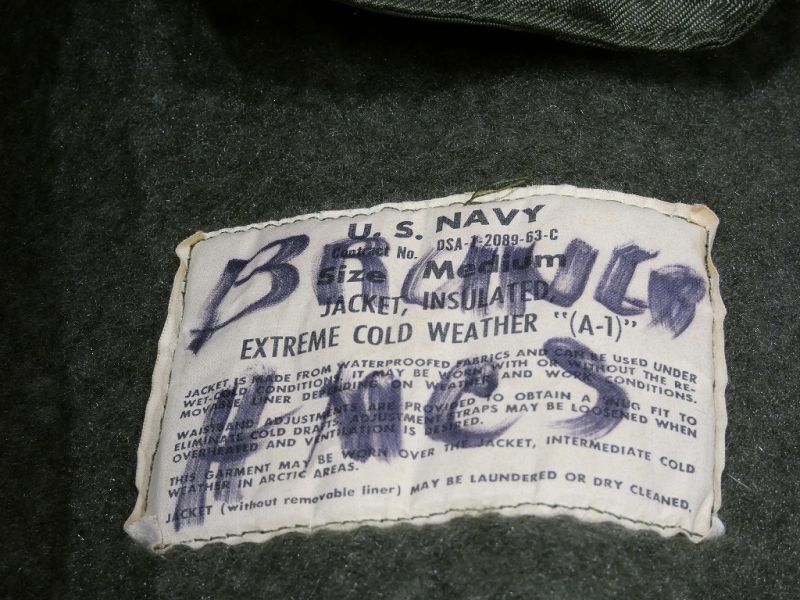 U. S. NAVY
Contract No. DSA-1-2089-63-C
Size Medium
JACKET, INSULATED,
EXTREME COLD WEATHER "(A-1)"
JACKET IS MADE FROM WATERPROOFED FABRICS AND CAN BE USED UNDER
WET-COLD CONDITIONS. IT MAY BE WORN WITH OR WITHOUT THE RE-
MOVABLE LINER DEPENDING ON WEATHER AND WORK CONDITIONS.
WAISTBAND ADJUSTMENTS ARE PROVIDED TO OBTAIN A SNUG FIT TO
ELIMINATE COLD DRAFTS. ADJUSTMENT STRAPS MAY BE LOOSENED WHEN
OVERHEATED AND VENTILATION IS DESIRED.
THIS GARMENT MAY BE WORN OVER THE JACKET, INTERMEDIATE COLD
WEATHER IN ARCTIC AREAS.
JACKET (without removable liner) MAY BE LAUNDERED OR DRY CLEANED.